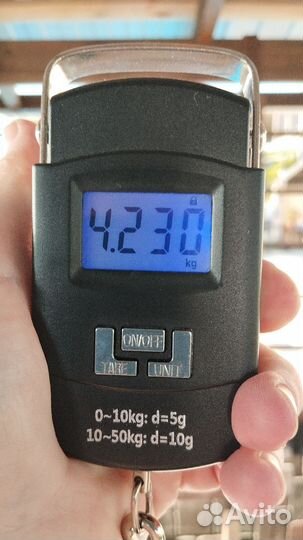 4.230
kg
ON/OFF
TARE UNIT
0~10kg: d=5g
10~50kg: d=10g
Avito